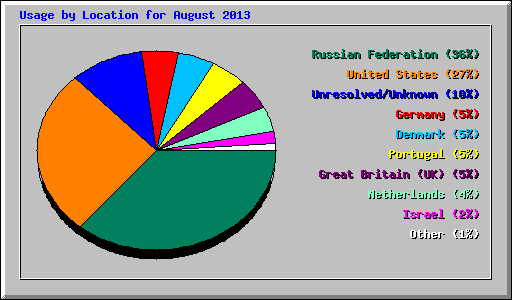 Usage by Location for August 2013
Russian Federation (36%)
United States (27%)
Unresolved/Unknown (10%)
Germany (5%)
Denmark (5%)
Portugal (5%)
Great Britain (UK) (5%)
Netherlands (4%)
Israel (2%)
Other (1%)